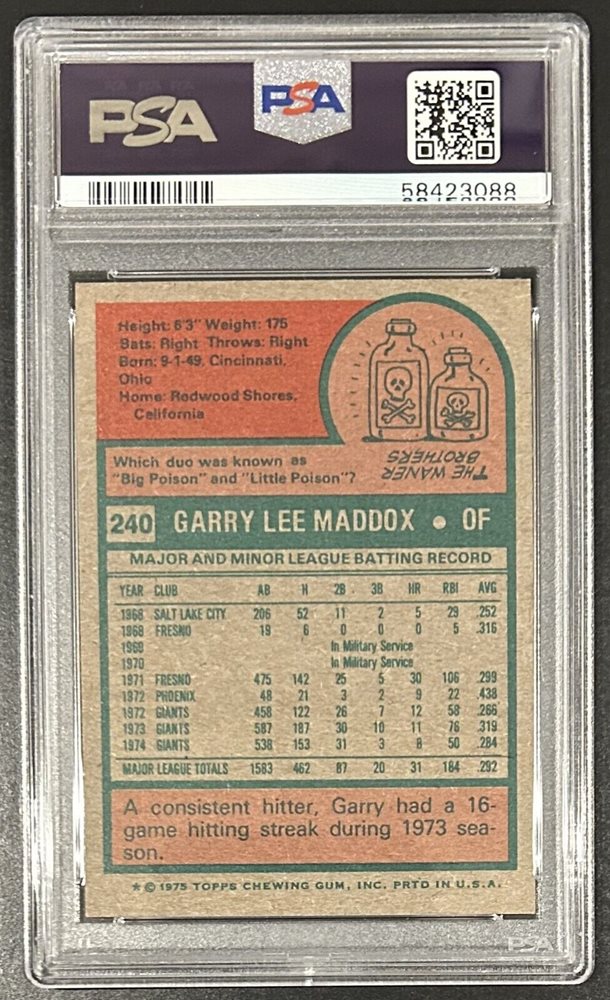 PSA
PSA
58423088
Height: 6'3" Weight: 175
Bats: Right Throws: Right
Born: 9-1-49, Cincinnati,
Ohio
Home: Redwood Shores,
California
Which duo was known as
"Big Poison" and "Little Poison"?
THE WANER
BROTHERS
240 GARRY LEE MADDOX • OF
MAJOR AND MINOR LEAGUE BATTING RECORD
YEAR CLUB AB H 2B 3B HR RBI AVG
1968 SALT LAKE CITY 206 52 11 2 5 29 .252
1968 FRESNO 19 6 0 0 0 5 .316
1969 In Military Service
1970 In Military Service
1971 FRESNO 475 142 25 5 30 106 .299
1972 PHOENIX 48 21 3 2 9 22 .438
1972 GIANTS 458 122 26 7 12 58 .266
1973 GIANTS 587 187 30 10 11 76 .319
1974 GIANTS 538 153 31 3 8 50 .284
MAJOR LEAGUE TOTALS 1583 462 87 20 31 184 .292
A consistent hitter, Garry had a 16-
game hitting streak during 1973 sea-
son.
* © 1975 TOPPS CHEWING GUM, INC. PRTD IN U.S.A.
PSA